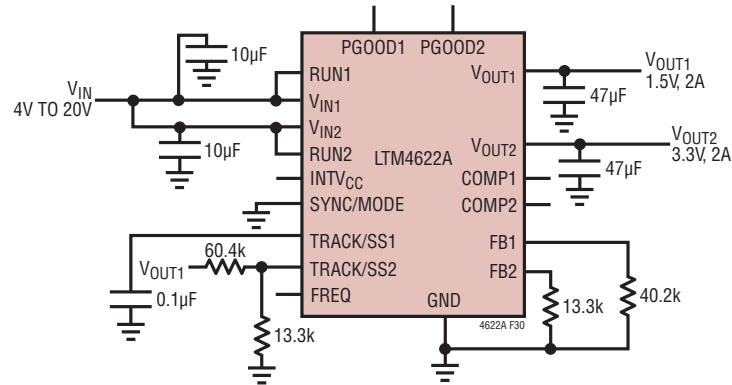 PGOOD1 PGOOD2
10µF
RUN1
VOUT1
VOUT1
1.5V, 2A
VIN
4V TO 20V
VIN1
47µF
VIN2
10µF
RUN2
LTM4622A
VOUT2
VOUT2
3.3V, 2A
INTVCC
COMP1
47µF
SYNC/MODE
COMP2
TRACK/SS1
FB1
60.4k
VOUT1
TRACK/SS2
FB2
0.1µF
FREQ
GND
13.3k
40.2k
13.3k
4622A F30